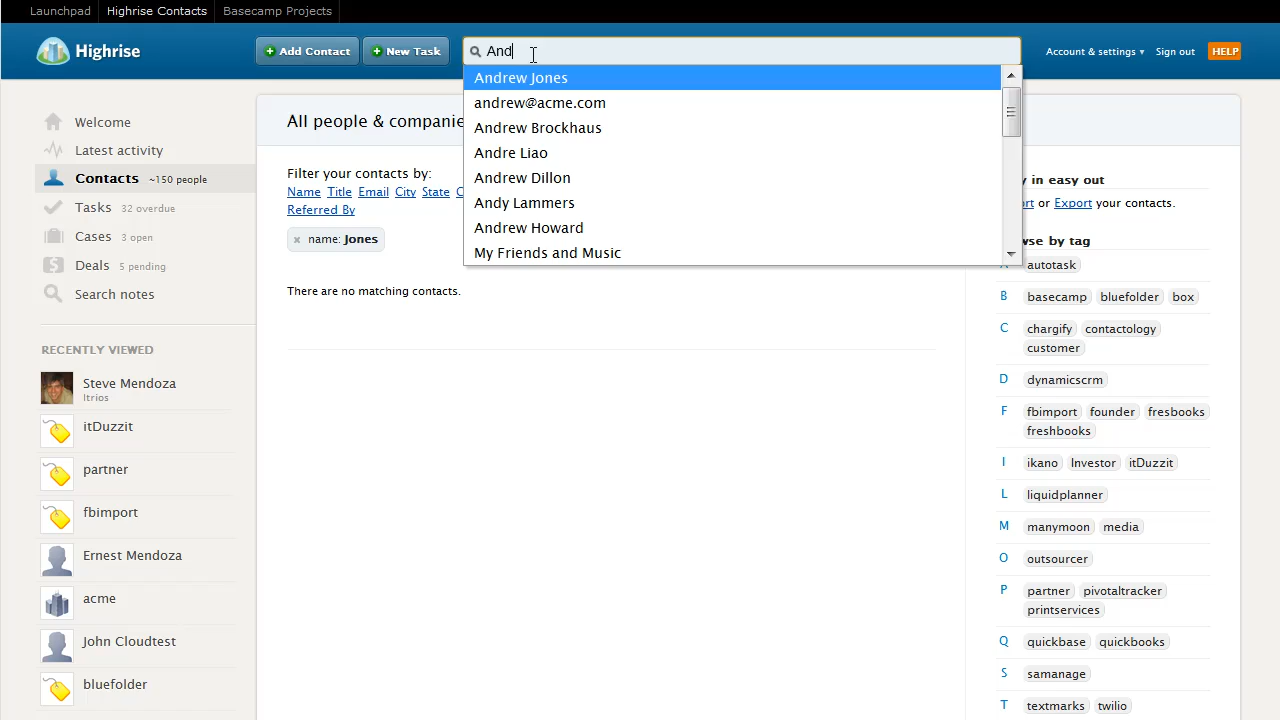 Launchpad Highrise Contacts Basecamp Projects
Highrise
Add Contact New Task And Account & settings Sign out HELP
Andrew Jones
andrew@acme.com
Andrew Brockhaus
Andre Liao
Andrew Dillon
Andy Lammers
Andrew Howard
My Friends and Music
Welcome
Latest activity
Contacts ~150 people
Tasks 32 overdue
Cases 3 open
Deals 5 pending
Search notes
RECENTLY VIEWED
Steve Mendoza
Itrios
itDuzzit
partner
fbimport
Ernest Mendoza
acme
John Cloudtest
bluefolder
All people & companie
Filter your contacts by:
Name Title Email City State C
Referred By
× name: Jones
There are no matching contacts.
y in easy out
rt or Export your contacts.
wse by tag
autotask
B basecamp bluefolder box
C chargify contactology
customer
D dynamicscrm
F fbimport founder fresbooks
freshbooks
I ikano Investor itDuzzit
L liquidplanner
M manymoon media
O outsourcer
P partner pivotaltracker
printservices
Q quickbase quickbooks
S samanage
T textmarks twilio